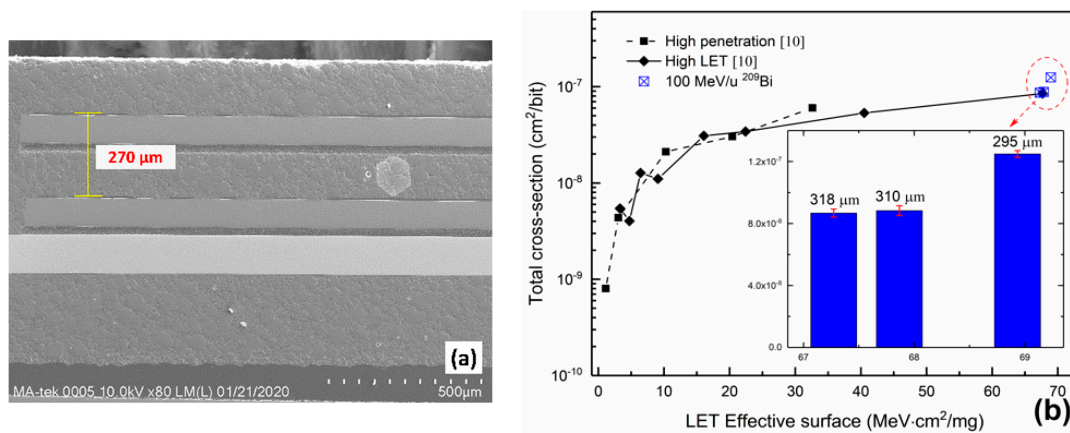 270 μm
(a)
MA-tek 0005_10.0kV x80 LM(L) 01/21/2020
500μm
High penetration [10]
High LET [10]
100 MeV/u ²⁰⁹Bi
Total cross-section (cm²/bit)
10⁻⁶
10⁻⁷
10⁻⁸
10⁻⁹
10⁻¹⁰
295 μm
318 μm
310 μm
1.2×10⁻⁷
8.0×10⁻⁸
4.0×10⁻⁸
0.0
67 68 69
0 10 20 30 40 50 60 70
LET Effective surface (MeV·cm²/mg)
(b)